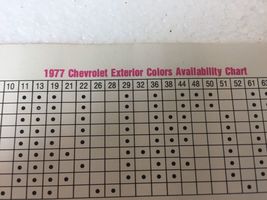 1977 Chevrolet Exterior Colors Availability Chart
10 11 13 19 21 22 26 28 29 32 36 38 44 48 50 51 61 63